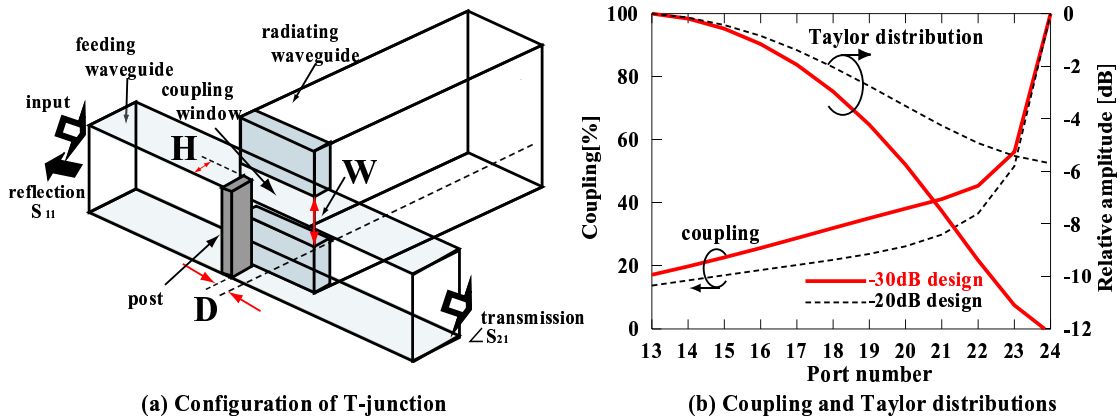 feeding
waveguide
radiating
waveguide
coupling
window
input
H
W
reflection
S 11
post
D
transmission
∠S21
(a) Configuration of T-junction
100
80
60
40
20
0
Coupling[%]
0
-2
-4
-6
-8
-10
-12
Relative amplitude [dB]
Taylor distribution
coupling
-30dB design
-20dB design
13 14 15 16 17 18 19 20 21 22 23 24
Port number
(b) Coupling and Taylor distributions